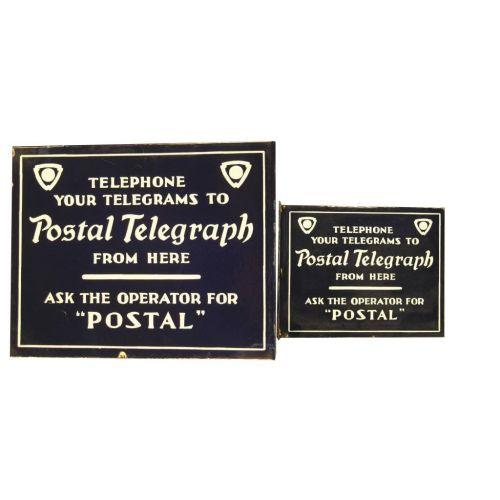 TELEPHONE
YOUR TELEGRAMS TO
Postal Telegraph
FROM HERE
ASK THE OPERATOR FOR
"POSTAL"
TELEPHONE
YOUR TELEGRAMS TO
Postal Telegraph
FROM HERE
ASK THE OPERATOR FOR
"POSTAL"